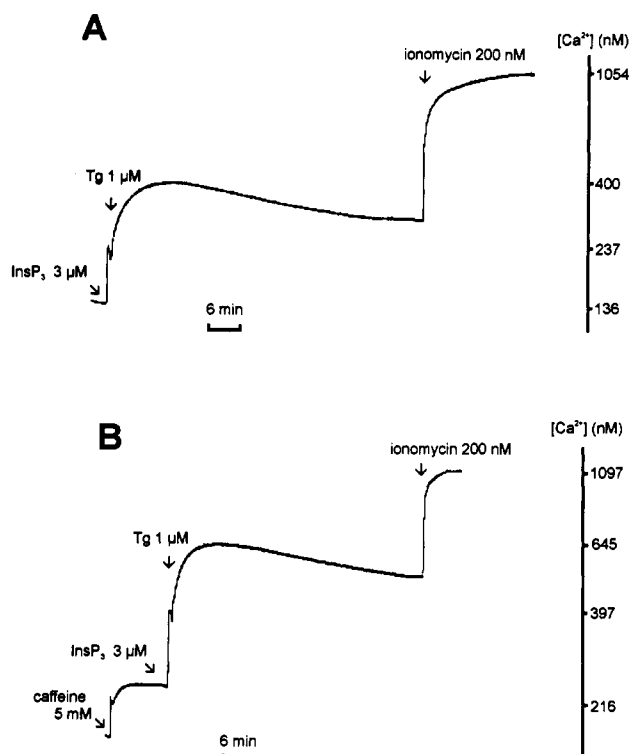 A
[Ca²⁺] (nM)
ionomycin 200 nM
1054
Tg 1 µM
400
237
InsP₃ 3 µM
6 min
136
B
[Ca²⁺] (nM)
ionomycin 200 nM
1097
Tg 1 µM
645
397
InsP₃ 3 µM
caffeine
5 mM
216
6 min